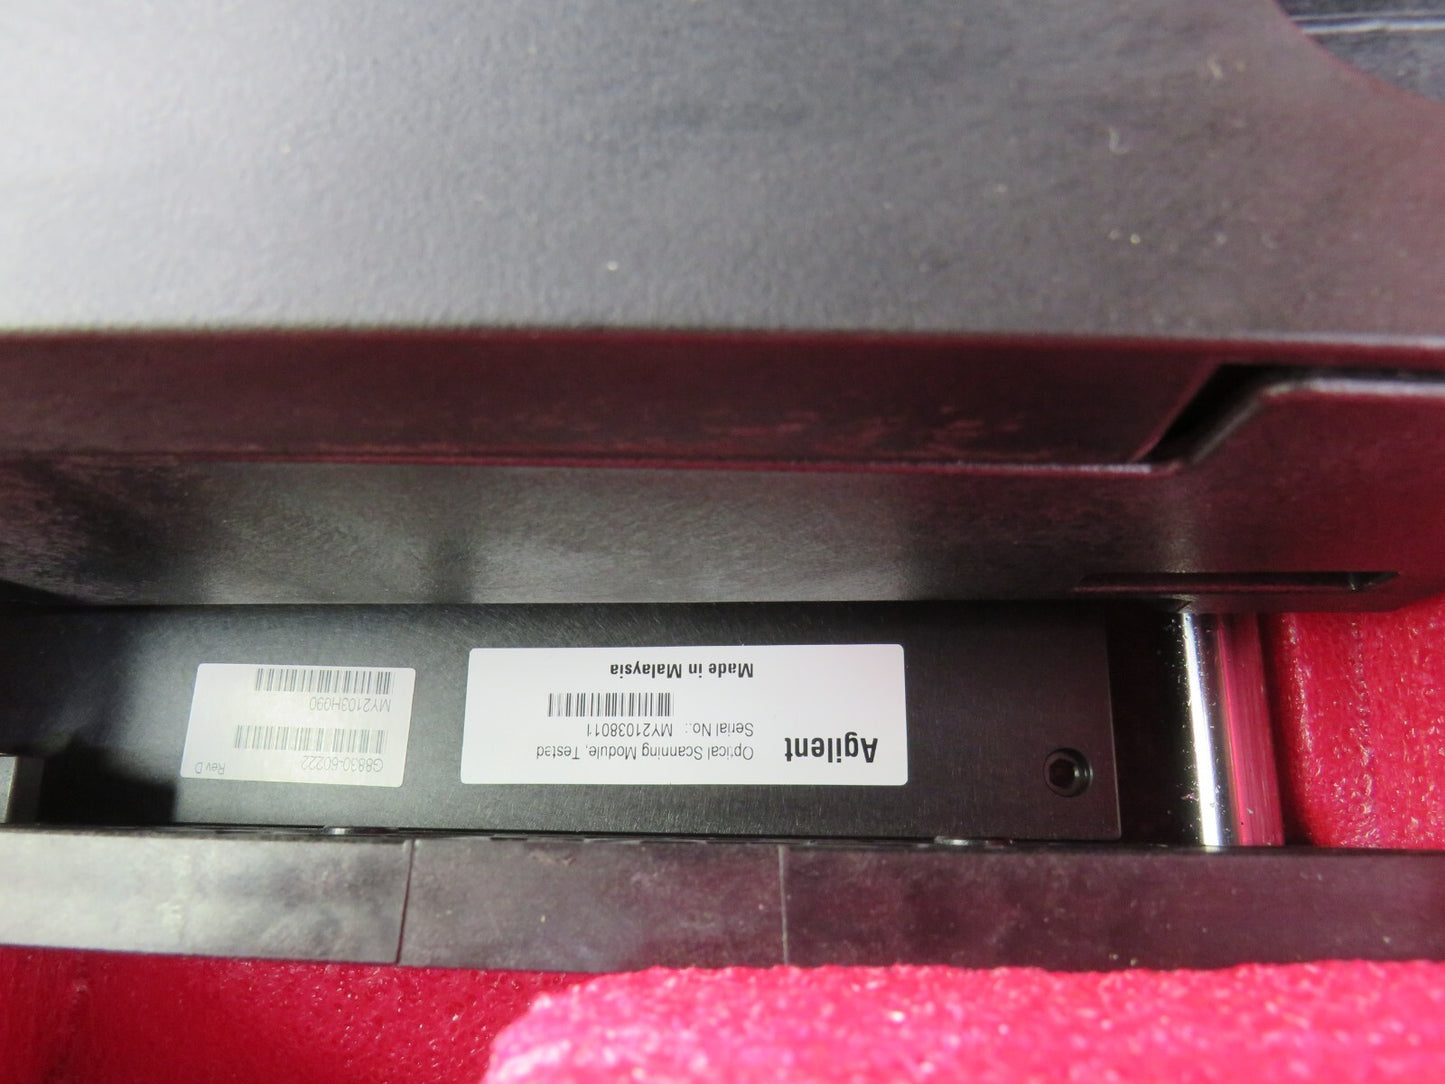 Agilent
Optical Scanning Module, Tested
Serial No.: MY21038011
Made in Malaysia
G8830-60222
Rev D
MY2103H090